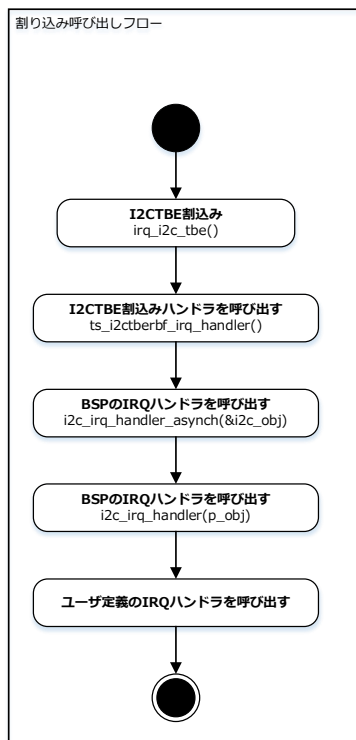 割り込み呼び出しフロー
I2CTBE割込み
irq_i2c_tbe()
I2CTBE割込みハンドラを呼び出す
ts_i2ctberbf_irq_handler()
BSPのIRQハンドラを呼び出す
i2c_irq_handler_asynch(&i2c_obj)
BSPのIRQハンドラを呼び出す
i2c_irq_handler(p_obj)
ユーザ定義のIRQハンドラを呼び出す